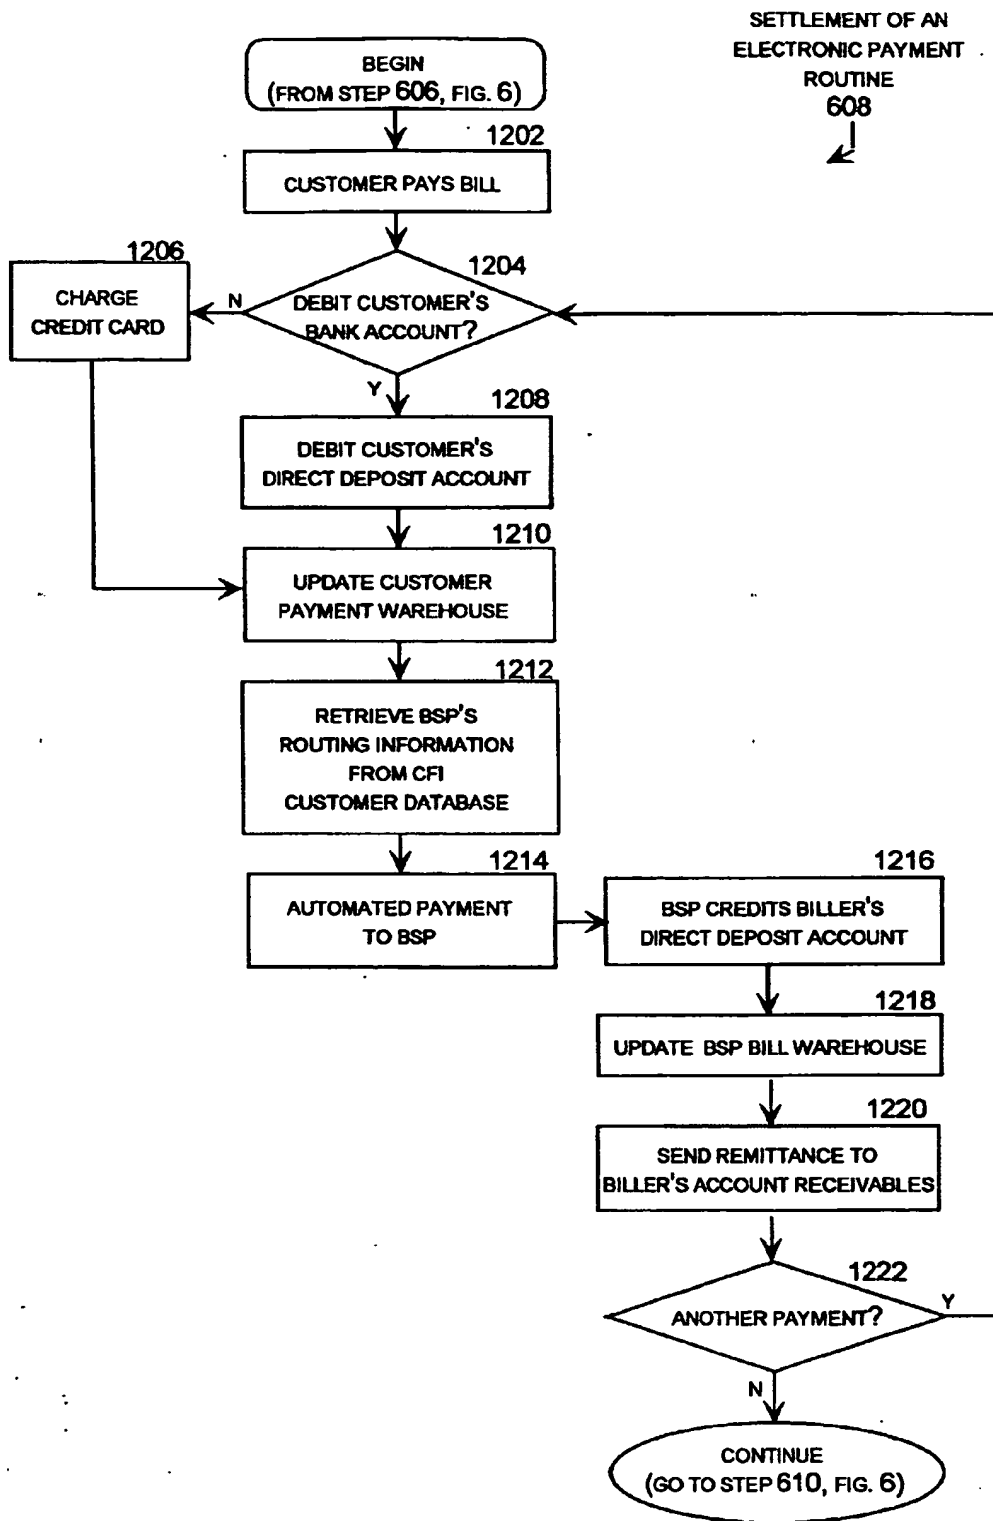 SETTLEMENT OF AN
ELECTRONIC PAYMENT
ROUTINE
608
BEGIN
(FROM STEP 606, FIG. 6)
1202
CUSTOMER PAYS BILL
1204
DEBIT CUSTOMER'S
BANK ACCOUNT?
N
1206
CHARGE
CREDIT CARD
Y
1208
DEBIT CUSTOMER'S
DIRECT DEPOSIT ACCOUNT
1210
UPDATE CUSTOMER
PAYMENT WAREHOUSE
1212
RETRIEVE BSP'S
ROUTING INFORMATION
FROM CFI
CUSTOMER DATABASE
1214
AUTOMATED PAYMENT
TO BSP
1216
BSP CREDITS BILLER'S
DIRECT DEPOSIT ACCOUNT
1218
UPDATE BSP BILL WAREHOUSE
1220
SEND REMITTANCE TO
BILLER'S ACCOUNT RECEIVABLES
1222
ANOTHER PAYMENT?
Y
N
CONTINUE
(GO TO STEP 610, FIG. 6)